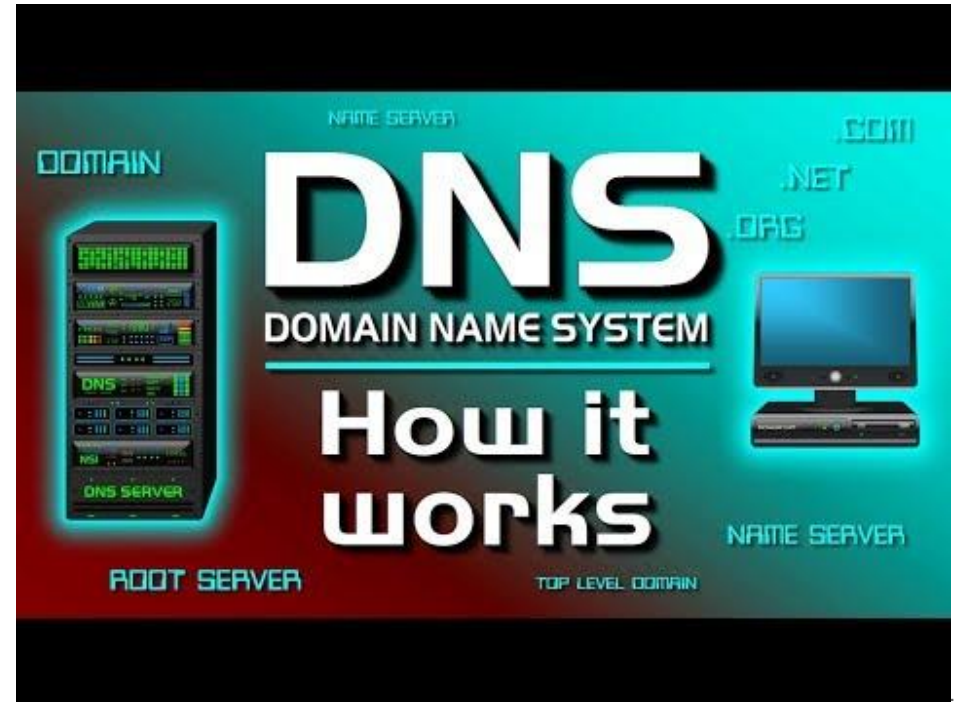 NAME SERVER
.COM
DOMAIN
DNS
.NET
.ORG
DOMAIN NAME SYSTEM
DNS
How it
works
NSI
DNS SERVER
NAME SERVER
ROOT SERVER
TOP LEVEL DOMAIN